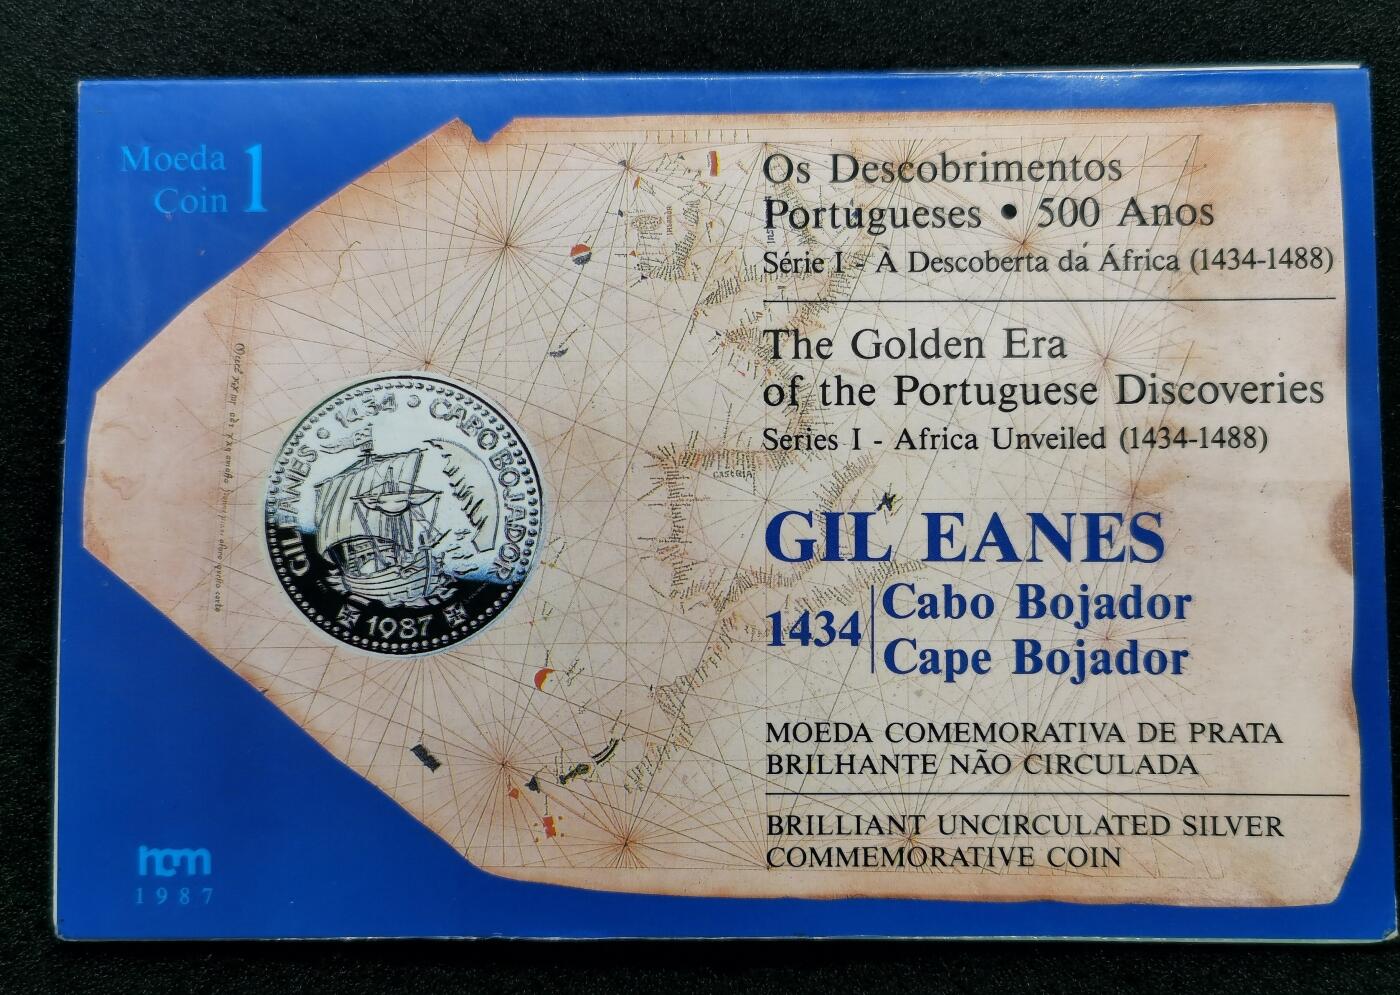 Moeda
Coin 1
Os Descobrimentos
Portugueses • 500 Anos
Série I - À Descoberta da África (1434-1488)
The Golden Era
of the Portuguese Discoveries
Series I - Africa Unveiled (1434-1488)
GIL EANES
1434
Cabo Bojador
Cape Bojador
MOEDA COMEMORATIVA DE PRATA
BRILHANTE NÃO CIRCULADA
BRILLIANT UNCIRCULATED SILVER
COMMEMORATIVE COIN
GIL EANES • 1434 • CABO BOJADOR
1987
CASTELA
incm
1987